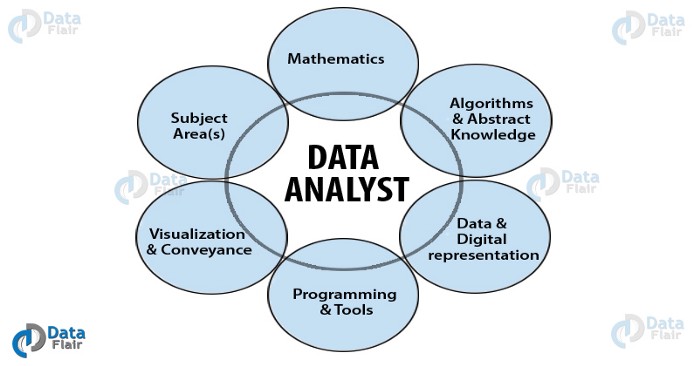 Data
Flair
Data
Flair
Mathematics
Subject
Area(s)
Algorithms
& Abstract
Knowledge
DATA
ANALYST
Data
Flair
Data
Flair
Visualization
& Conveyance
Data &
Digital
representation
Programming
& Tools
Data
Flair
Data
Flair